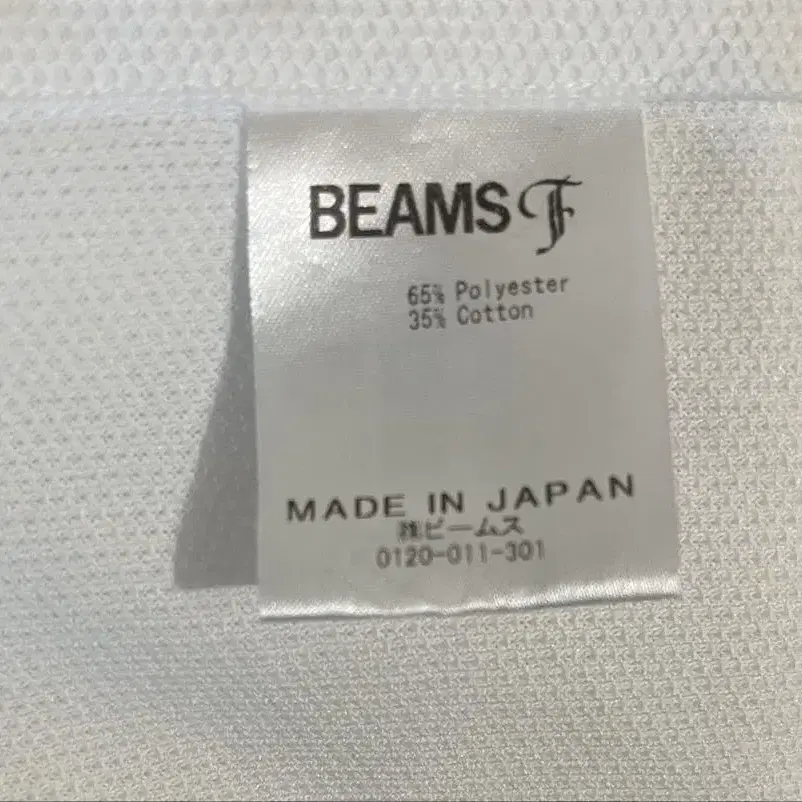 BEAMS F
65% Polyester
35% Cotton
MADE IN JAPAN
㈱ビームス
0120-011-301